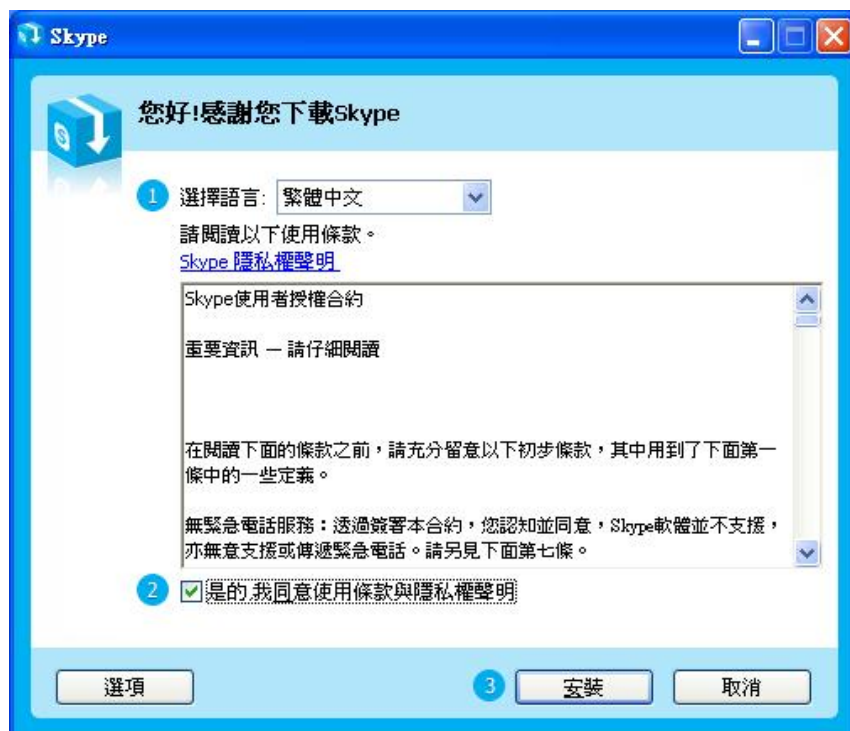 Skype
您好!感謝您下載Skype
1 選擇語言: 繁體中文
請閱讀以下使用條款。
Skype 隱私權聲明
Skype使用者授權合約
重要資訊 — 請仔細閱讀
在閱讀下面的條款之前，請充分留意以下初步條款，其中用到了下面第一
條中的一些定義。
無緊急電話服務：透過簽署本合約，您認知並同意，Skype軟體並不支援，
亦無意支援或傳遞緊急電話。請另見下面第七條。
2 是的,我同意使用條款與隱私權聲明
選項 3 安裝 取消